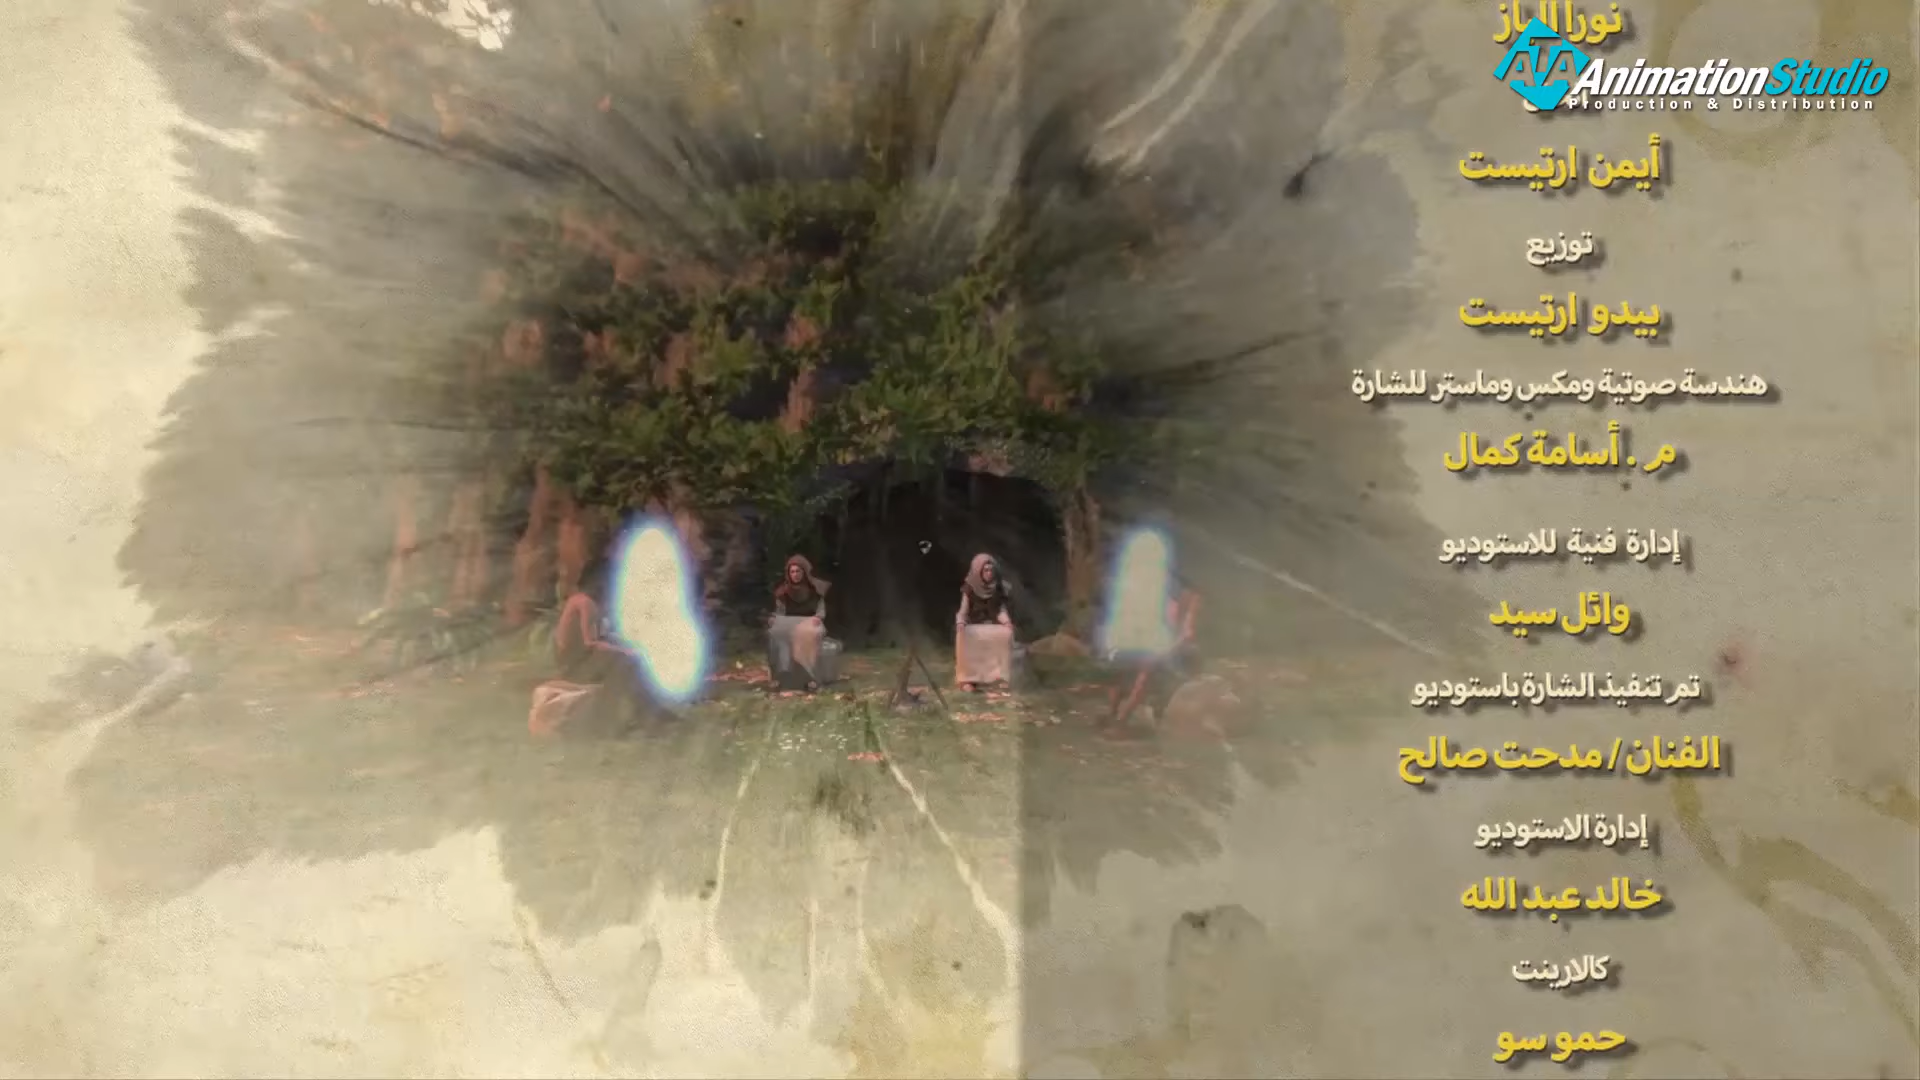 نورا الباز
AnimationStudio
Production & Distribution
أيمن ارتيست
توزيع
بيدو ارتيست
هندسة صوتية ومكس وماستر للشارة
م . أسامة كمال
إدارة فنية للاستوديو
وائل سيد
تم تنفيذ الشارة باستوديو
الفنان / مدحت صالح
إدارة الاستوديو
خالد عبد الله
كالارينت
حمو سو